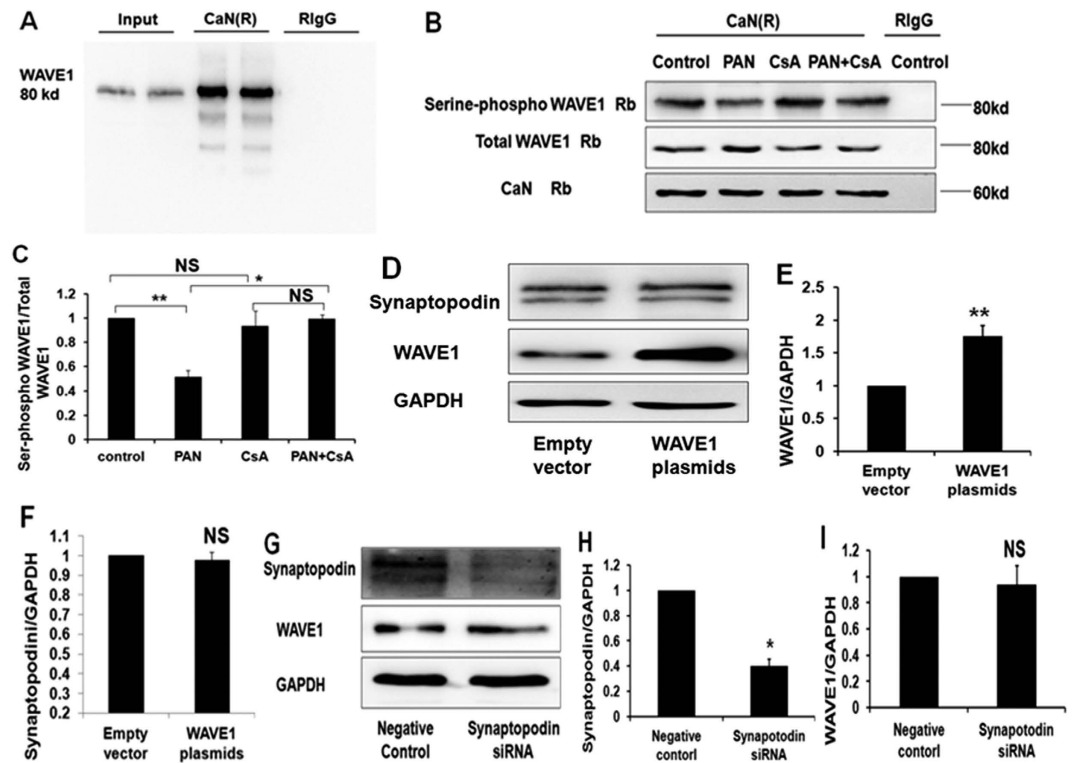 A
Input CaN(R) RIgG
WAVE1
80 kd
B
CaN(R) RIgG
Control PAN CsA PAN+CsA Control
Serine-phospho WAVE1 Rb 80kd
Total WAVE1 Rb 80kd
CaN Rb 60kd
C
Ser-phospho WAVE1/Total
WAVE1
1.2
1
0.8
0.6
0.4
0.2
0
NS
**
*
NS
control PAN CsA PAN+CsA
D
Synaptopodin
WAVE1
GAPDH
Empty
vector
WAVE1
plasmids
E
WAVE1/GAPDH
2.5
2
1.5
1
0.5
0
**
Empty
vector
WAVE1
plasmids
F
Synaptopodini/GAPDH
1.1
1
0.9
0.8
0.7
0.6
0.5
0.4
0.3
0.2
NS
Empty
vector
WAVE1
plasmids
G
Synaptopodin
WAVE1
GAPDH
Negative
Control
Synaptopodin
siRNA
H
Synaptopodin/GAPDH
1.2
1
0.8
0.6
0.4
0.2
0
*
Negative
contorl
Synapotodin
siRNA
I
WAVE1/GAPDH
1.2
1
0.8
0.6
0.4
0.2
0
NS
Negative
contorl
Synapotodin
siRNA